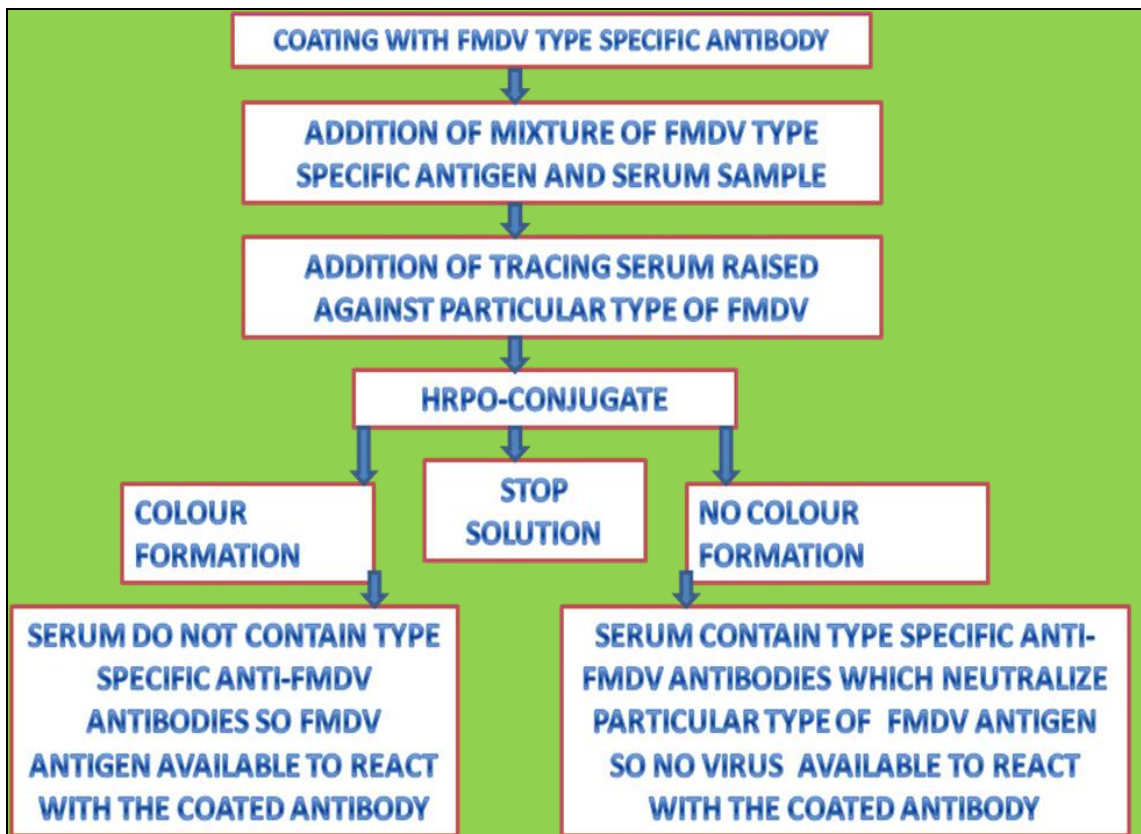 COATING WITH FMDV TYPE SPECIFIC ANTIBODY
ADDITION OF MIXTURE OF FMDV TYPE
SPECIFIC ANTIGEN AND SERUM SAMPLE
ADDITION OF TRACING SERUM RAISED
AGAINST PARTICULAR TYPE OF FMDV
HRPO-CONJUGATE
COLOUR
FORMATION
STOP
SOLUTION
NO COLOUR
FORMATION
SERUM DO NOT CONTAIN TYPE
SPECIFIC ANTI-FMDV
ANTIBODIES SO FMDV
ANTIGEN AVAILABLE TO REACT
WITH THE COATED ANTIBODY
SERUM CONTAIN TYPE SPECIFIC ANTI-
FMDV ANTIBODIES WHICH NEUTRALIZE
PARTICULAR TYPE OF FMDV ANTIGEN
SO NO VIRUS AVAILABLE TO REACT
WITH THE COATED ANTIBODY